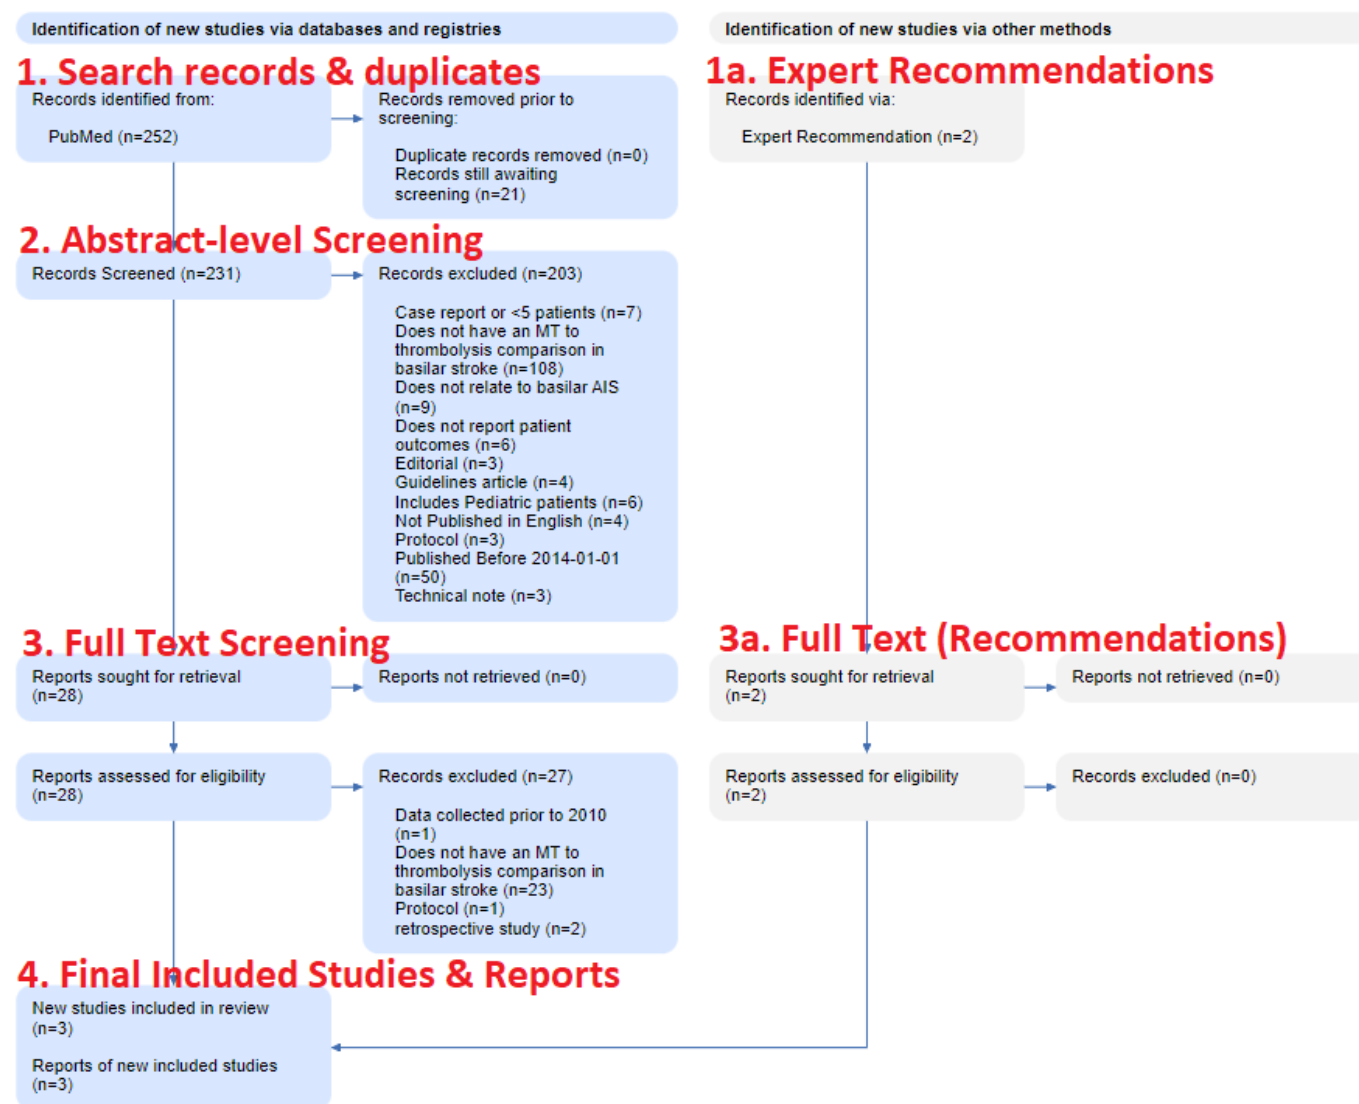 Identification of new studies via databases and registries
Identification of new studies via other methods
1. Search records & duplicates
1a. Expert Recommendations
Records identified from:
PubMed (n=252)
Records removed prior to
screening:
Duplicate records removed (n=0)
Records still awaiting
screening (n=21)
Records identified via:
Expert Recommendation (n=2)
2. Abstract-level Screening
Records Screened (n=231)
Records excluded (n=203)
Case report or <5 patients (n=7)
Does not have an MT to
thrombolysis comparison in
basilar stroke (n=108)
Does not relate to basilar AIS
(n=9)
Does not report patient
outcomes (n=6)
Editorial (n=3)
Guidelines article (n=4)
Includes Pediatric patients (n=6)
Not Published in English (n=4)
Protocol (n=3)
Published Before 2014-01-01
(n=50)
Technical note (n=3)
3. Full Text Screening
3a. Full Text (Recommendations)
Reports sought for retrieval
(n=28)
Reports not retrieved (n=0)
Reports sought for retrieval
(n=2)
Reports not retrieved (n=0)
Reports assessed for eligibility
(n=28)
Records excluded (n=27)
Data collected prior to 2010
(n=1)
Does not have an MT to
thrombolysis comparison in
basilar stroke (n=23)
Protocol (n=1)
retrospective study (n=2)
Reports assessed for eligibility
(n=2)
Records excluded (n=0)
4. Final Included Studies & Reports
New studies included in review
(n=3)
Reports of new included studies
(n=3)